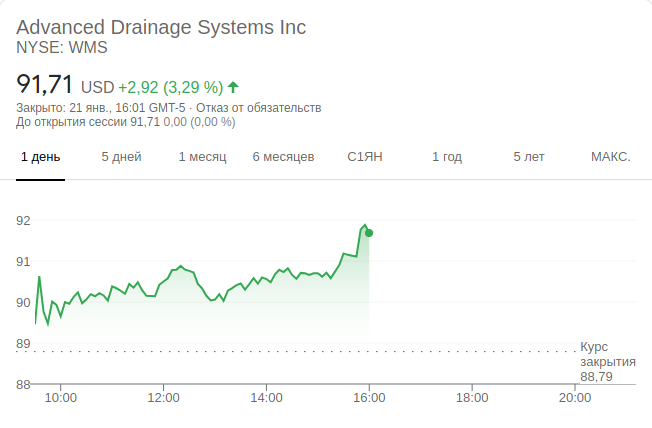 Advanced Drainage Systems Inc
NYSE: WMS
91,71 USD +2,92 (3,29 %)
Закрыто: 21 янв., 16:01 GMT-5 · Отказ от обязательств
До открытия сессии 91,71 0,00 (0,00 %)
1 день 5 дней 1 месяц 6 месяцев С1ЯН 1 год 5 лет МАКС.
92
91
90
89
Курс
закрытия
88,79
88
10:00 12:00 14:00 16:00 18:00 20:00